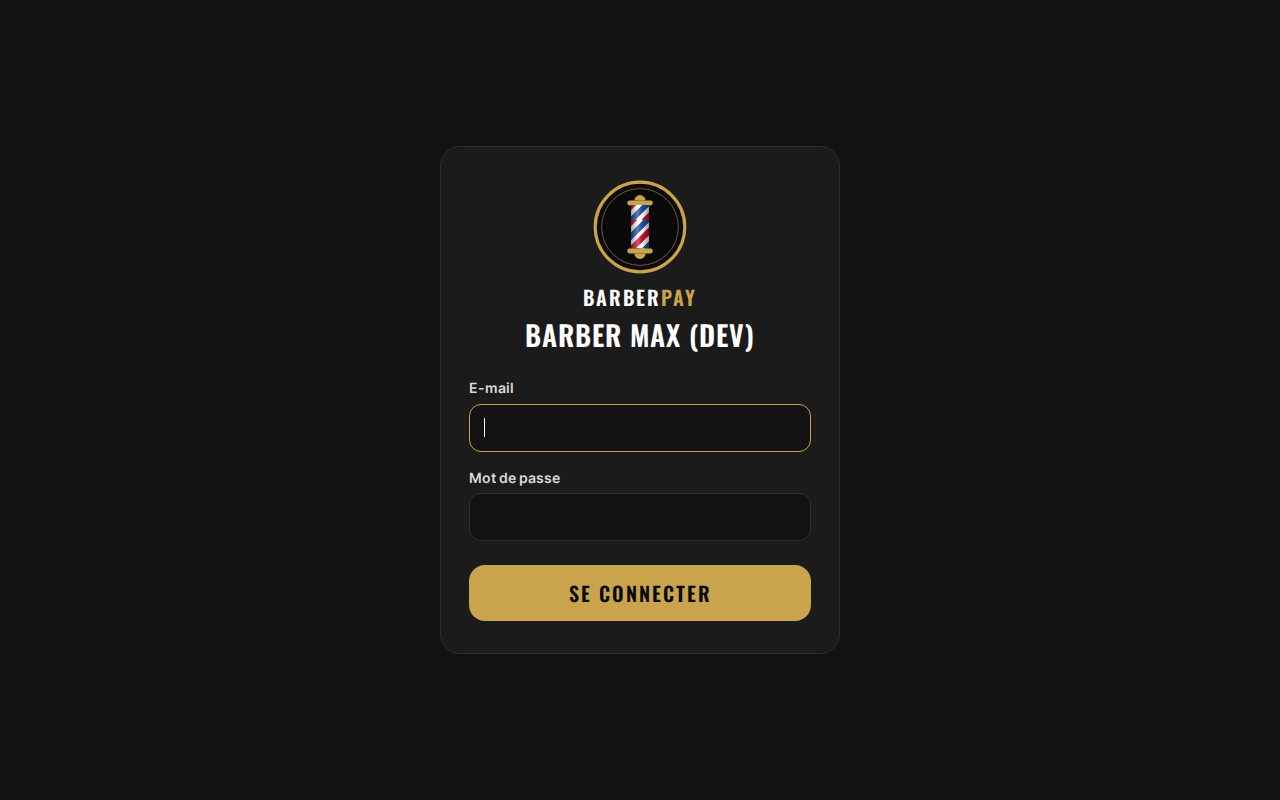 BARBERPAY
BARBER MAX (DEV)
E-mail
Mot de passe
SE CONNECTER